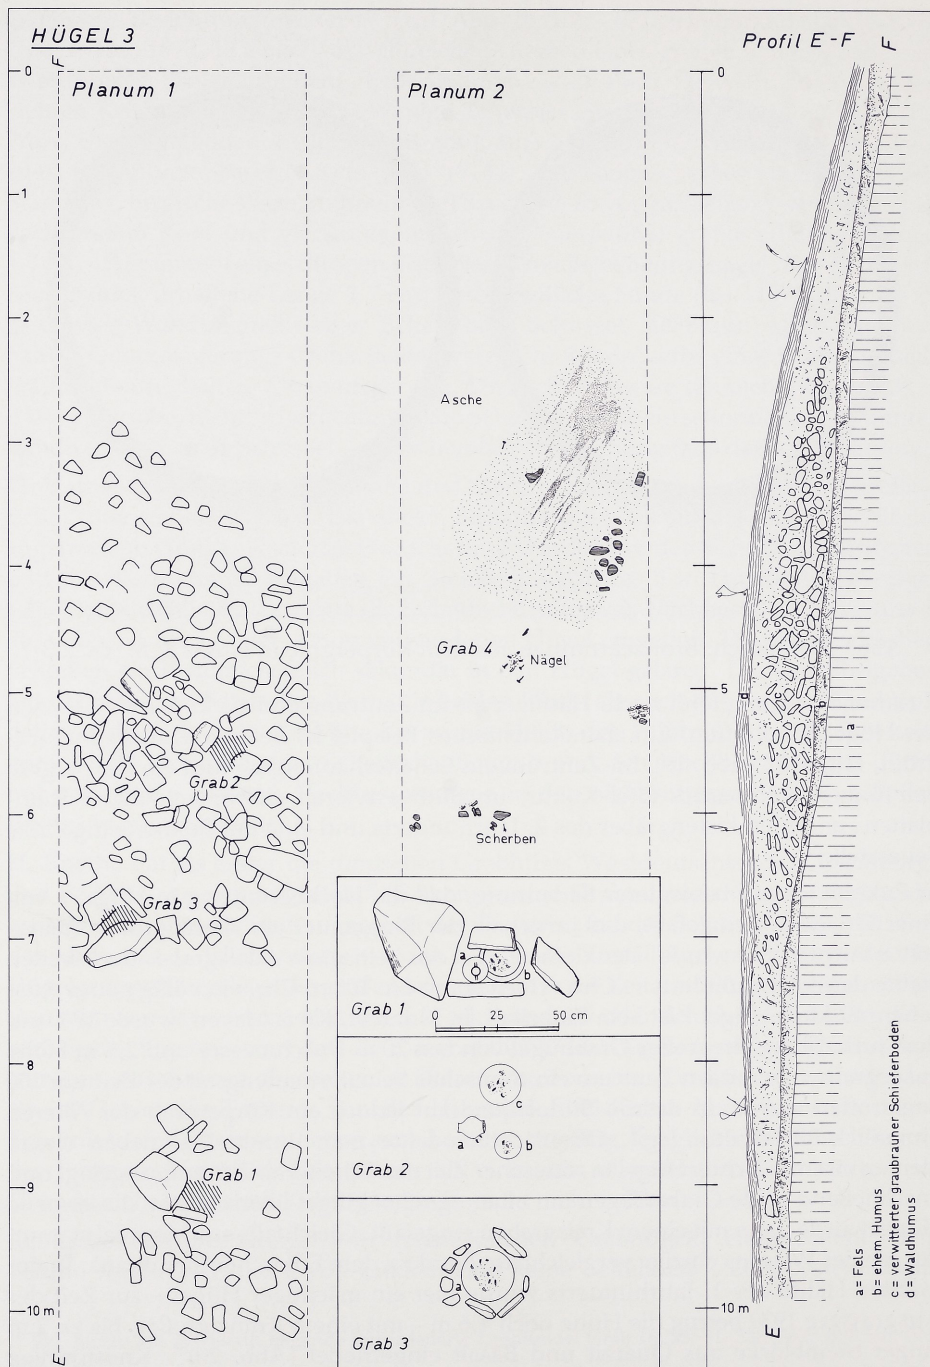 HÜGEL 3
Profil E-F
F
F
0
Planum 1
Planum 2
0
1
2
Asche
3
4
Grab 4
Nägel
5
5
d
c
b
a
Grab 2
6
Scherben
Grab 3
7
a
b
Grab 1
0 25 50 cm
8
c
a
b
Grab 2
Grab 1
9
a
Grab 3
10 m
10 m
E
E
a = Fels
b = ehem. Humus
c = verwitterter graubrauner Schieferboden
d = Waldhumus